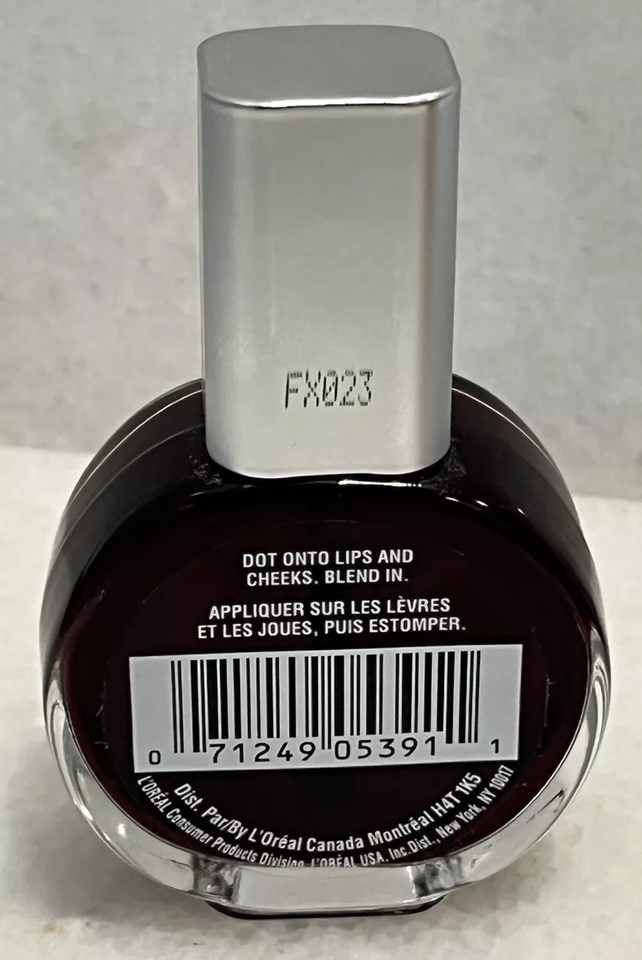 FX023
DOT ONTO LIPS AND
CHEEKS. BLEND IN.
APPLIQUER SUR LES LÈVRES
ET LES JOUES, PUIS ESTOMPER.
0 71249 05391 1
Dist. Par/By L'Oréal Canada Montréal H4T 1K5
L'ORÉAL Consumer Products Division, L'ORÉAL USA, Inc. Dist., New York, NY 10017